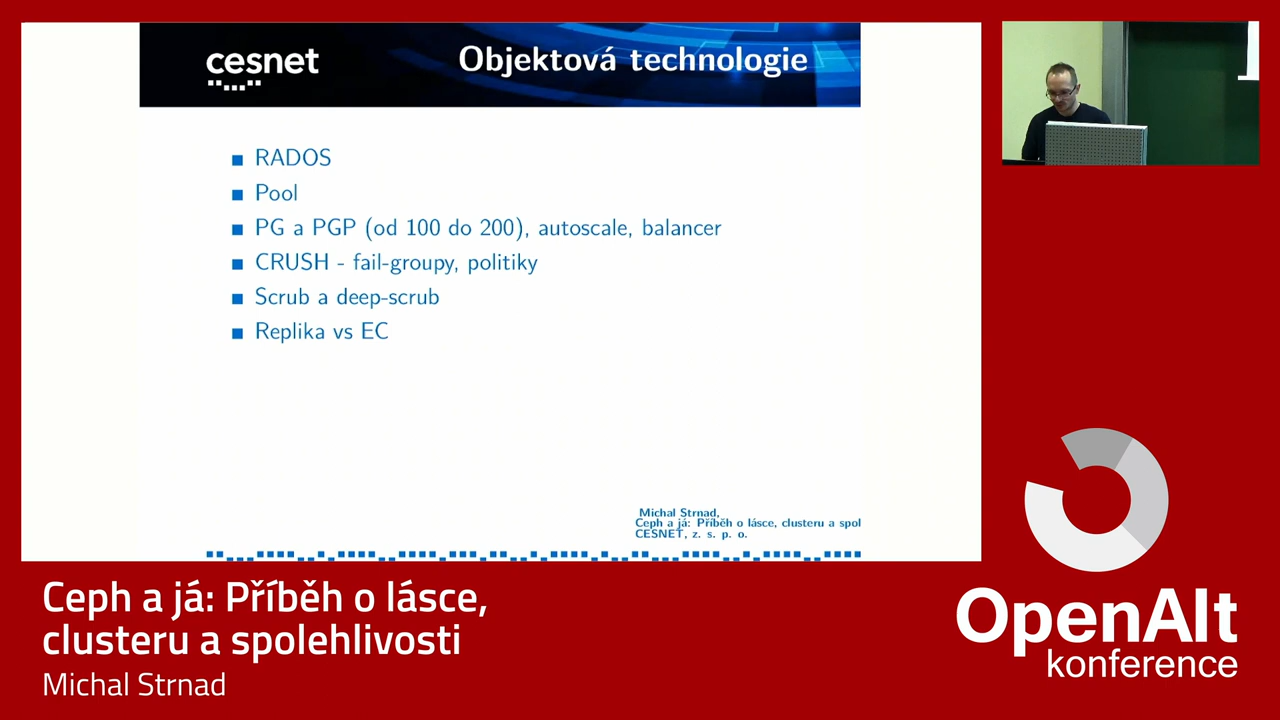 cesnet
Objektová technologie
RADOS
Pool
PG a PGP (od 100 do 200), autoscale, balancer
CRUSH - fail-groupy, politiky
Scrub a deep-scrub
Replika vs EC
Michal Strnad,
Ceph a já: Příběh o lásce, clusteru a spol
CESNET, z. s. p. o.
Ceph a já: Příběh o lásce,
clusteru a spolehlivosti
Michal Strnad
OpenAlt
konference